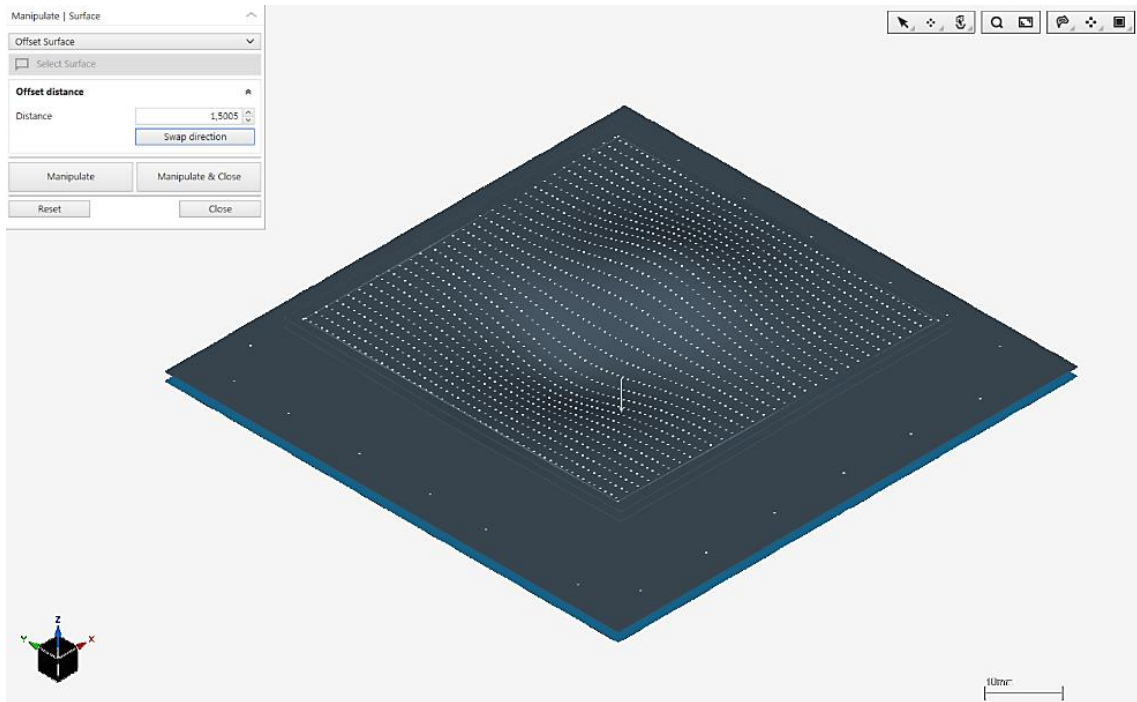 Manipulate | Surface
Offset Surface
Select Surface
Offset distance
Distance 1,5005
Swap direction
Manipulate Manipulate & Close
Reset Close
Z
Y X
10mm